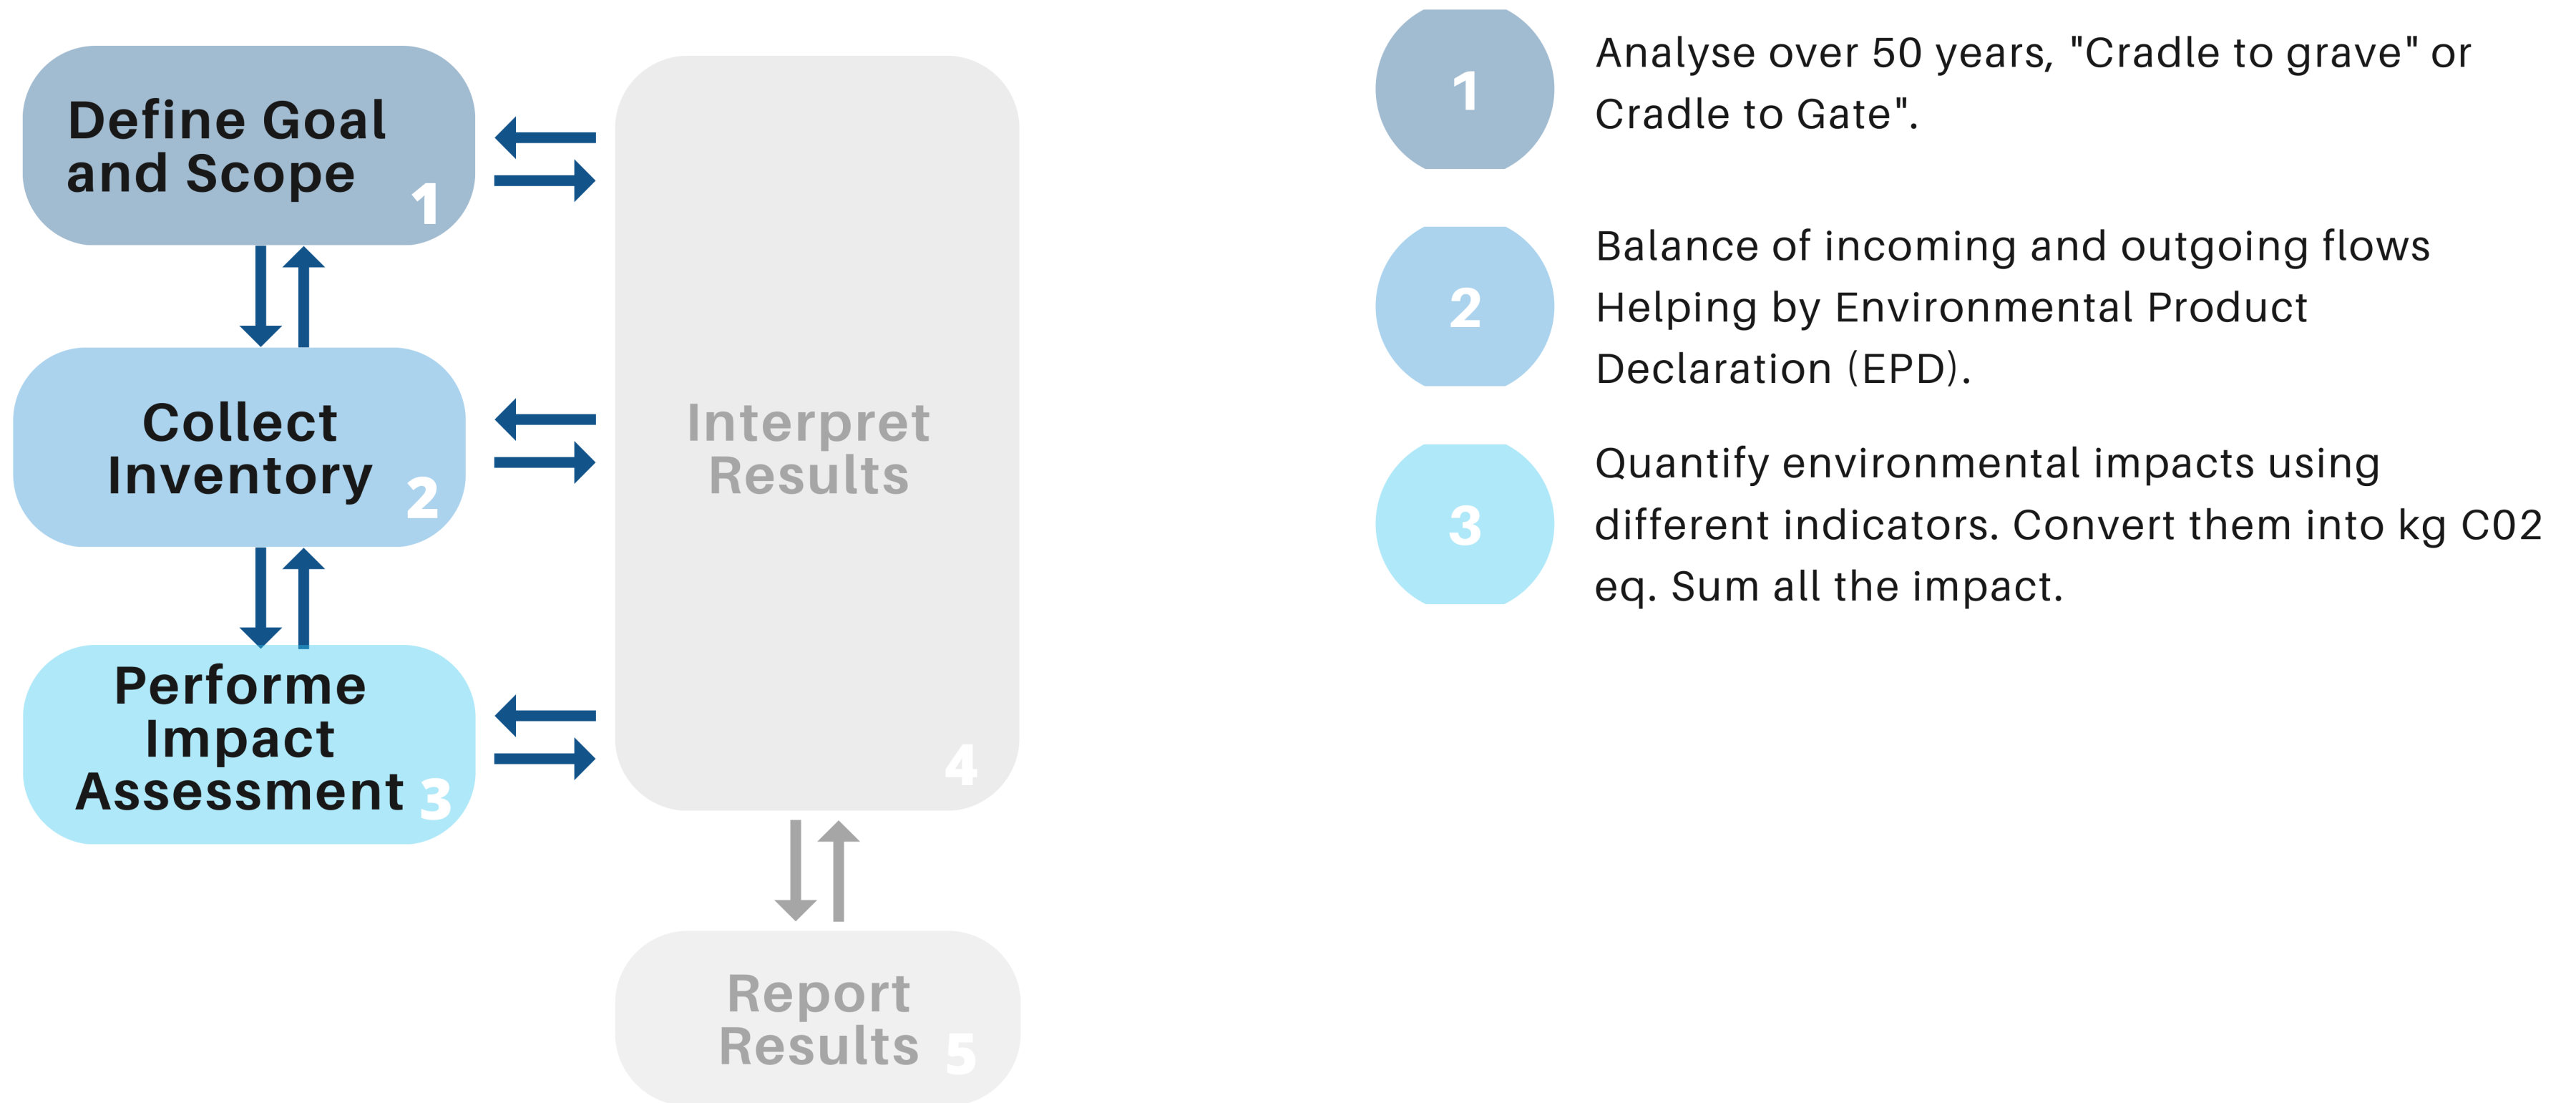 Define Goal
and Scope
1
Collect
Inventory
2
Performe
Impact
Assessment
3
Interpret
Results
4
Report
Results
5
1
Analyse over 50 years, "Cradle to grave" or
Cradle to Gate".
2
Balance of incoming and outgoing flows
Helping by Environmental Product
Declaration (EPD).
3
Quantify environmental impacts using
different indicators. Convert them into kg C02
eq. Sum all the impact.